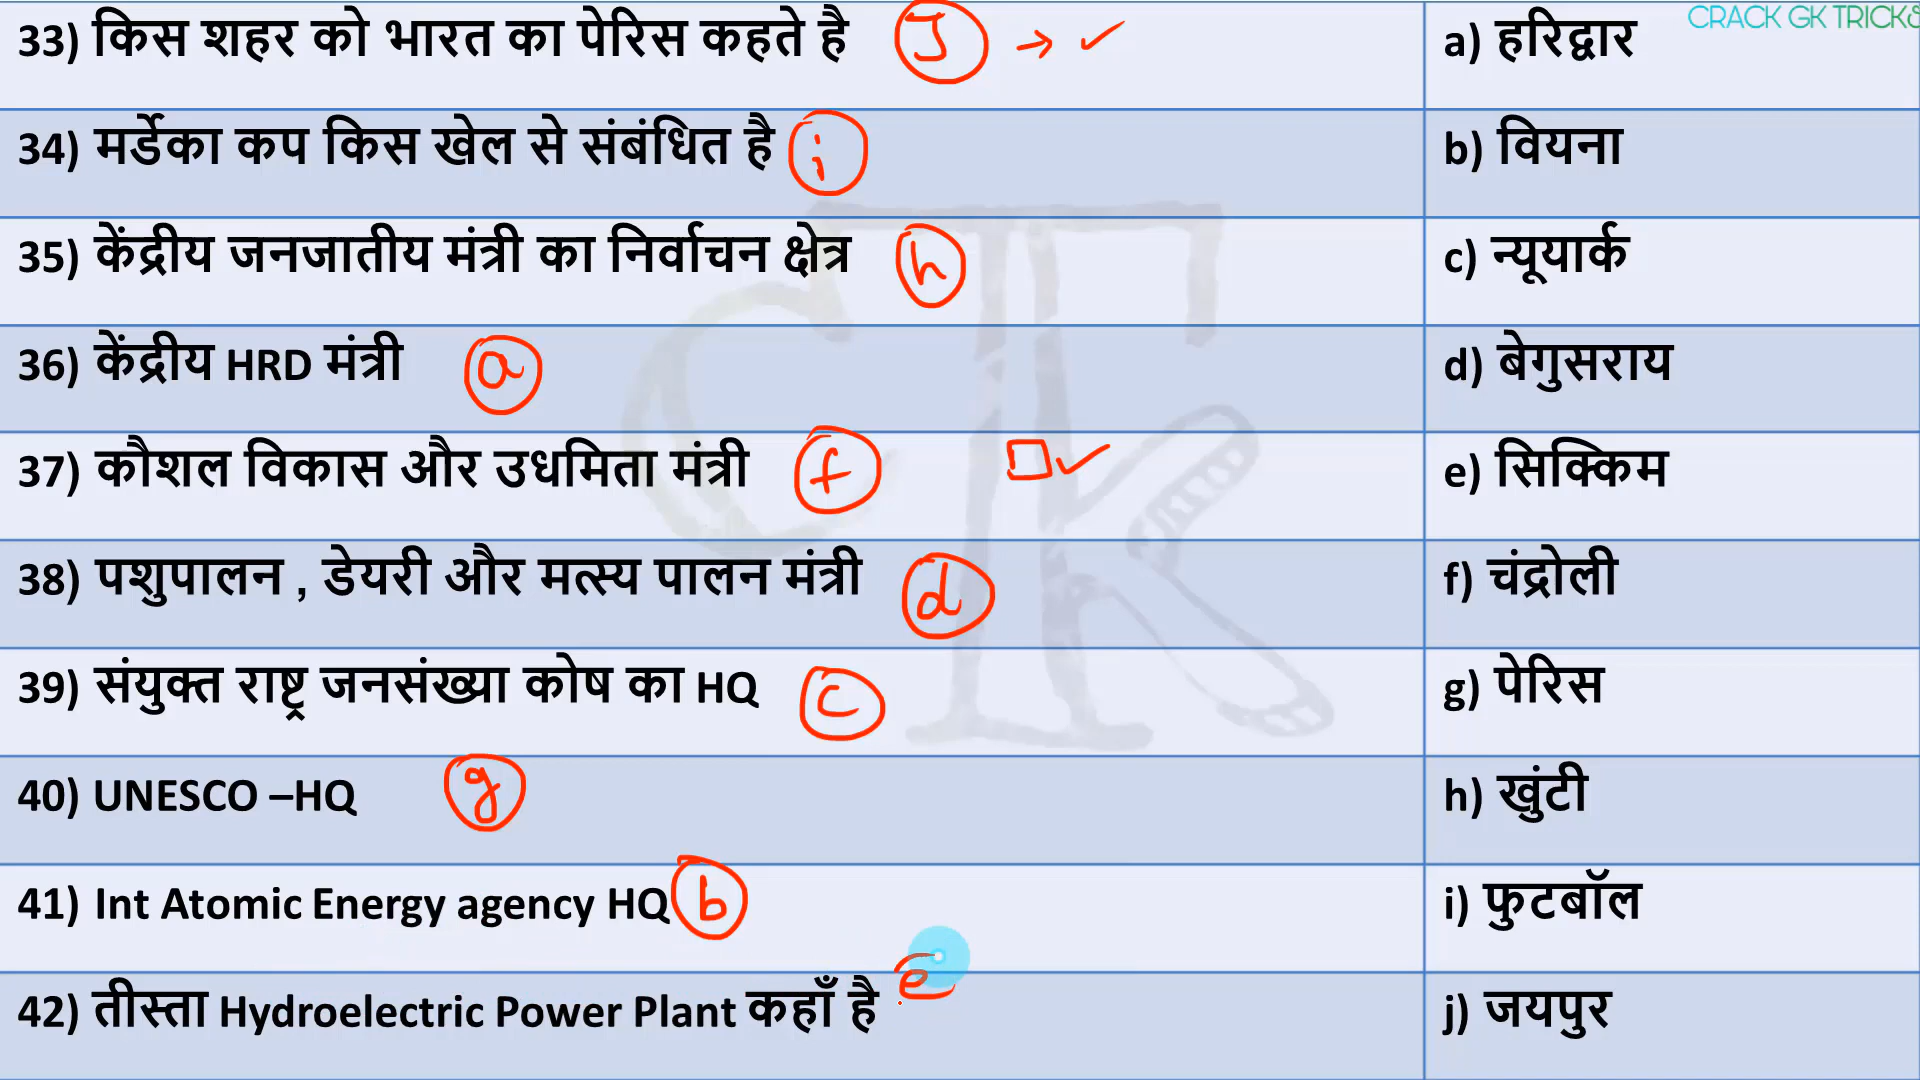 CRACK GK TRICKS
33) किस शहर को भारत का पेरिस कहते है J → ✓
a) हरिद्वार
34) मर्डेका कप किस खेल से संबंधित है i
b) वियना
35) केंद्रीय जनजातीय मंत्री का निर्वाचन क्षेत्र h
c) न्यूयार्क
36) केंद्रीय HRD मंत्री a
d) बेगुसराय
37) कौशल विकास और उधमिता मंत्री f ✓
e) सिक्किम
38) पशुपालन , डेयरी और मत्स्य पालन मंत्री d
f) चंद्रोली
39) संयुक्त राष्ट्र जनसंख्या कोष का HQ c
g) पेरिस
40) UNESCO –HQ g
h) खुंटी
41) Int Atomic Energy agency HQ b
i) फुटबॉल
42) तीस्ता Hydroelectric Power Plant कहाँ है e
j) जयपुर